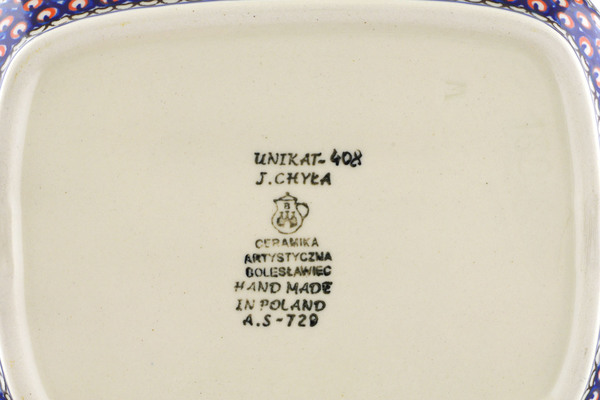 UNIKAT-408
J. CHYŁA
B
CERAMIKA
ARTYSTYCZNA
BOLESŁAWIEC
HAND MADE
IN POLAND
A.S-729